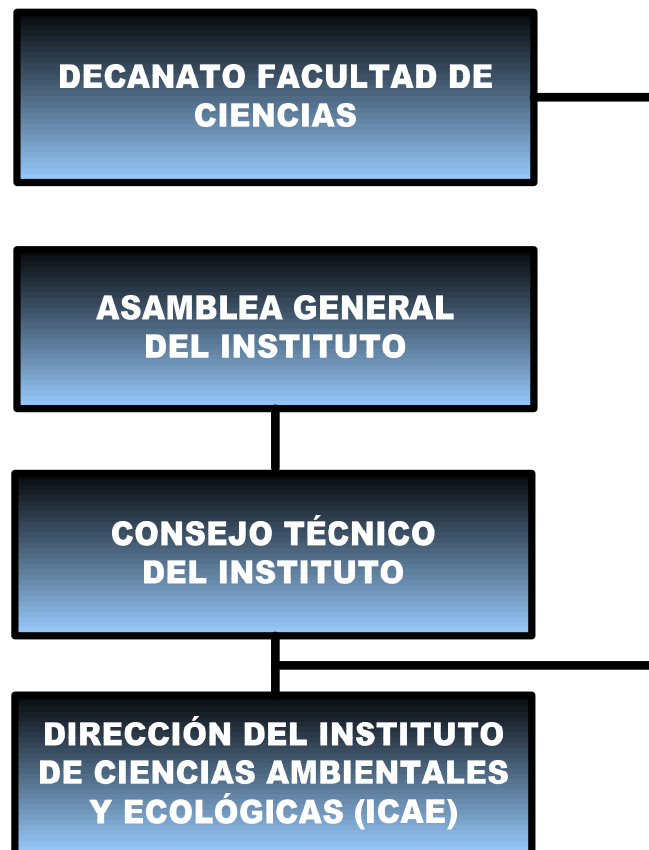 DECANATO FACULTAD DE
CIENCIAS
ASAMBLEA GENERAL
DEL INSTITUTO
CONSEJO TÉCNICO
DEL INSTITUTO
DIRECCIÓN DEL INSTITUTO
DE CIENCIAS AMBIENTALES
Y ECOLÓGICAS (ICAE)